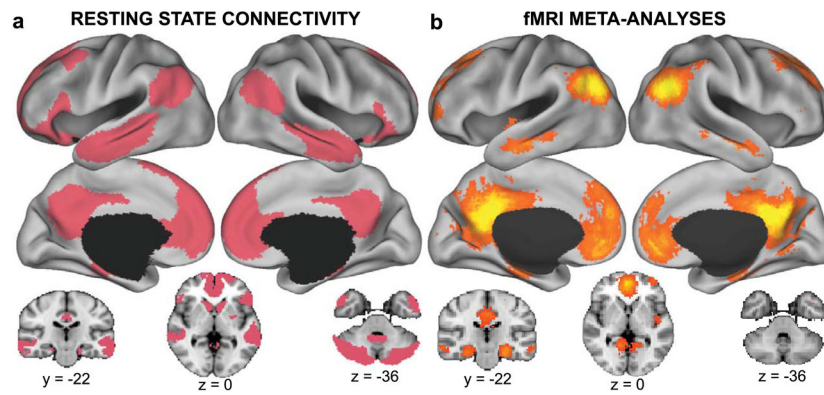 a RESTING STATE CONNECTIVITY
b fMRI META-ANALYSES
y = -22
z = 0
z = -36
y = -22
z = 0
z = -36